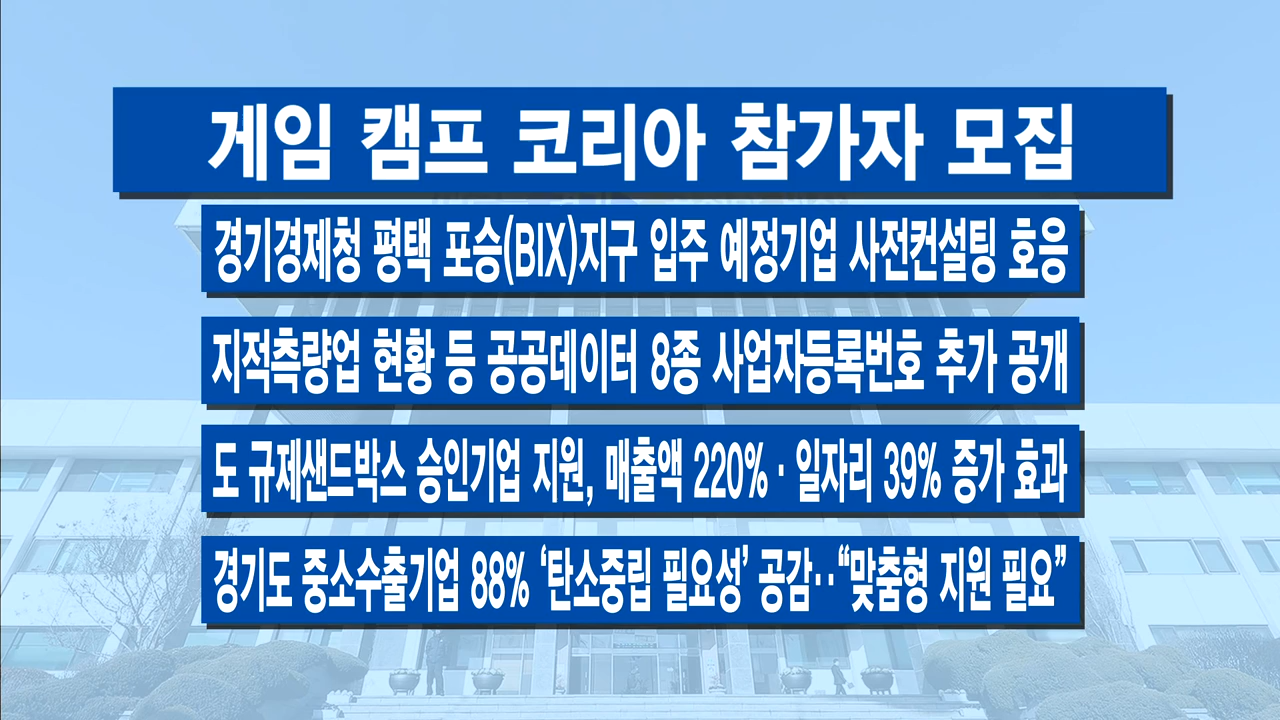 게임 캠프 코리아 참가자 모집
경기경제청 평택 포승(BIX)지구 입주 예정기업 사전컨설팅 호응
지적측량업 현황 등 공공데이터 8종 사업자등록번호 추가 공개
도 규제샌드박스 승인기업 지원, 매출액 220%·일자리 39% 증가 효과
경기도 중소수출기업 88% ‘탄소중립 필요성’ 공감··“맞춤형 지원 필요”